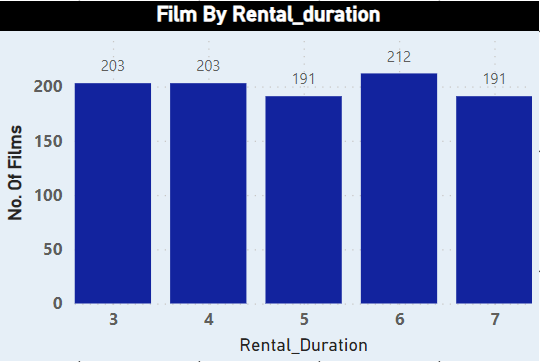 Film By Rental_duration
203
203
191
212
191
200
150
100
50
0
No. Of Films
3 4 5 6 7
Rental_Duration